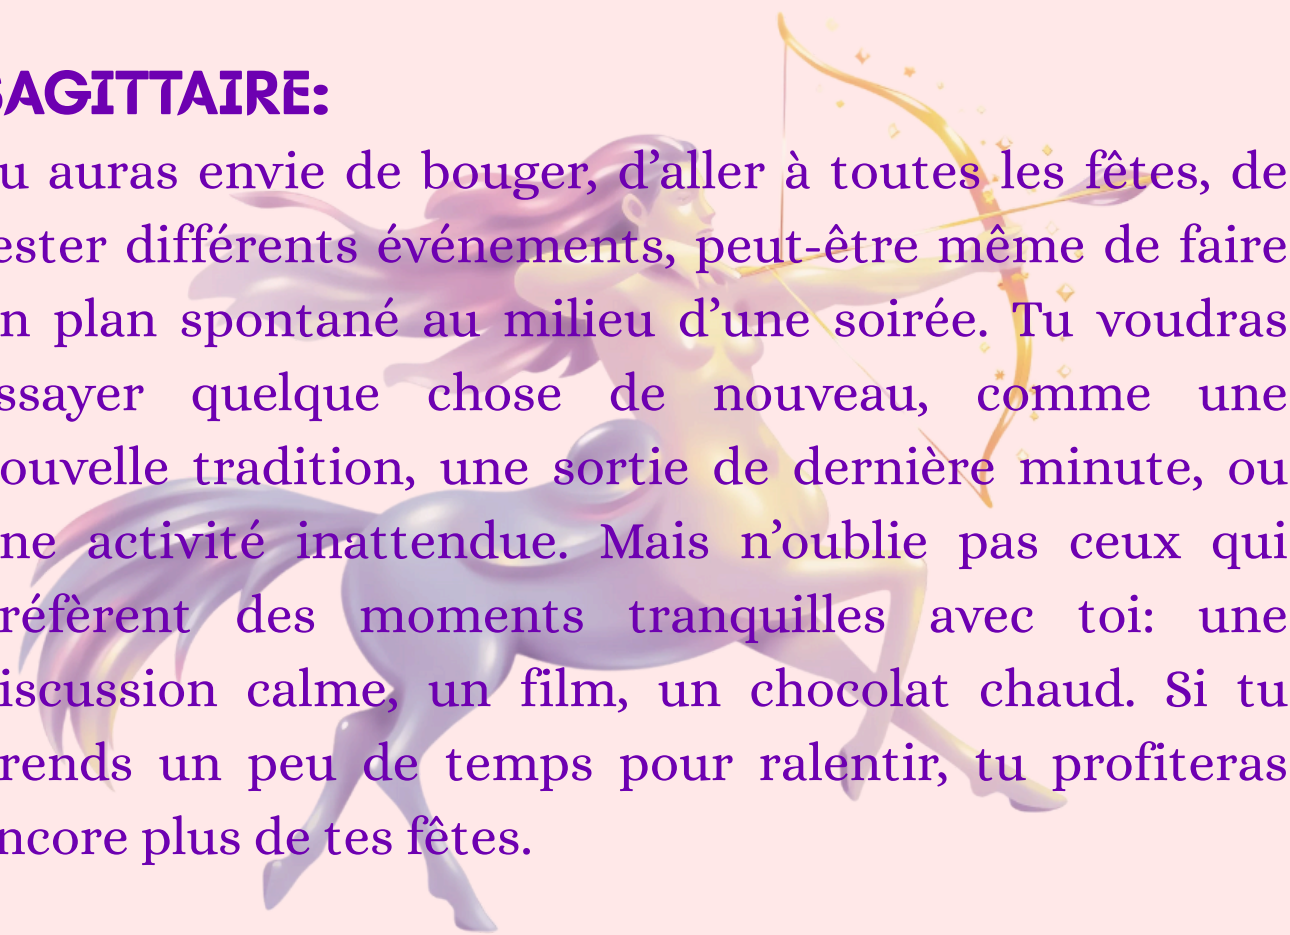 SAGITTAIRE:
u auras envie de bouger, d'aller à toutes les fêtes, de
ester différents événements, peut-être même de faire
n plan spontané au milieu d'une soirée. Tu voudras
ssayer quelque chose de nouveau, comme une
ouvelle tradition, une sortie de dernière minute, ou
ne activité inattendue. Mais n'oublie pas ceux qui
réfèrent des moments tranquilles avec toi: une
iscussion calme, un film, un chocolat chaud. Si tu
rends un peu de temps pour ralentir, tu profiteras
ncore plus de tes fêtes.